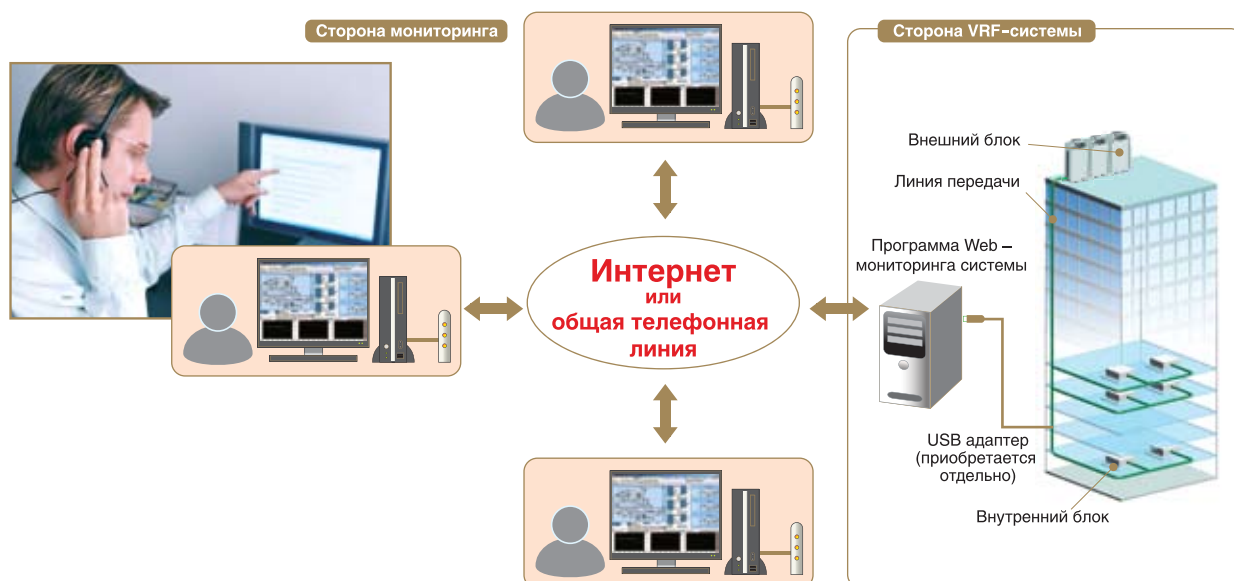 Сторона мониторинга
Сторона VRF-системы
Внешний блок
Линия передачи
Программа Web –
мониторинга системы
Интернет
или
общая телефонная
линия
USB адаптер
(приобретается
отдельно)
Внутренний блок